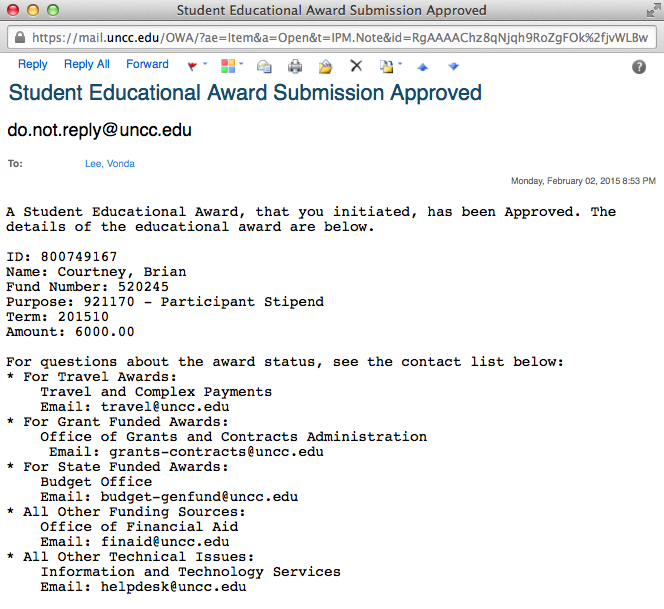 Student Educational Award Submission Approved
https://mail.uncc.edu/OWA/?ae=Item&a=Open&t=IPM.Note&id=RgAAAAChz8qNjqh9RoZgFOk%2fjvWLBw
Reply Reply All Forward
Student Educational Award Submission Approved
do.not.reply@uncc.edu
To: Lee, Vonda
Monday, February 02, 2015 8:53 PM
A Student Educational Award, that you initiated, has been Approved. The
details of the educational award are below.
ID: 800749167
Name: Courtney, Brian
Fund Number: 520245
Purpose: 921170 - Participant Stipend
Term: 201510
Amount: 6000.00
For questions about the award status, see the contact list below:
* For Travel Awards:
Travel and Complex Payments
Email: travel@uncc.edu
* For Grant Funded Awards:
Office of Grants and Contracts Administration
Email: grants-contracts@uncc.edu
* For State Funded Awards:
Budget Office
Email: budget-genfund@uncc.edu
* All Other Funding Sources:
Office of Financial Aid
Email: finaid@uncc.edu
* All Other Technical Issues:
Information and Technology Services
Email: helpdesk@uncc.edu